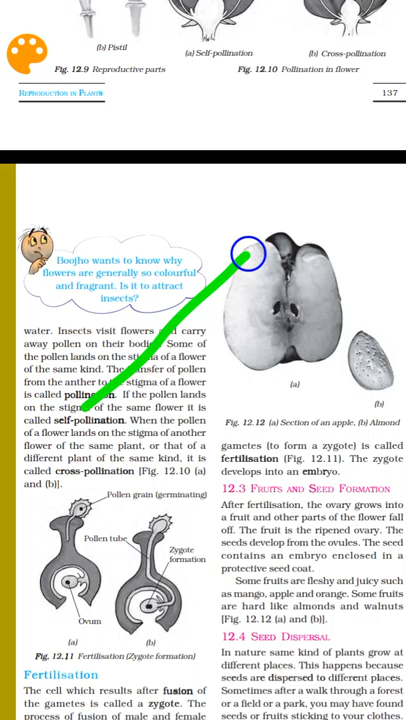 (b) Pistil
(a) Self-pollination
(b) Cross-pollination
Fig. 12.9 Reproductive parts
Fig. 12.10 Pollination in flower
REPRODUCTION IN PLANTS
137
Boojho wants to know why
flowers are generally so colourful
and fragrant. Is it to attract
insects?
water. Insects visit flowers and carry
away pollen on their bodies. Some of
the pollen lands on the stigma of a flower
of the same kind. The transfer of pollen
from the anther to the stigma of a flower
is called pollination. If the pollen lands
on the stigma of the same flower it is
called self-pollination. When the pollen
of a flower lands on the stigma of another
flower of the same plant, or that of a
different plant of the same kind, it is
called cross-pollination [Fig. 12.10 (a)
and (b)].
Pollen grain (germinating)
Pollen tube
Zygote
formation
Ovum
(a)
(b)
Fig. 12.11 Fertilisation (Zygote formation)
Fertilisation
The cell which results after fusion of
the gametes is called a zygote. The
process of fusion of male and female
(a)
(b)
Fig. 12.12 (a) Section of an apple, (b) Almond
gametes (to form a zygote) is called
fertilisation (Fig. 12.11). The zygote
develops into an embryo.
12.3 FRUITS AND SEED FORMATION
After fertilisation, the ovary grows into
a fruit and other parts of the flower fall
off. The fruit is the ripened ovary. The
seeds develop from the ovules. The seed
contains an embryo enclosed in a
protective seed coat.
Some fruits are fleshy and juicy such
as mango, apple and orange. Some fruits
are hard like almonds and walnuts
[Fig. 12.12 (a) and (b)].
12.4 SEED DISPERSAL
In nature same kind of plants grow at
different places. This happens because
seeds are dispersed to different places.
Sometimes after a walk through a forest
or a field or a park, you may have found
seeds or fruits sticking to your clothes.